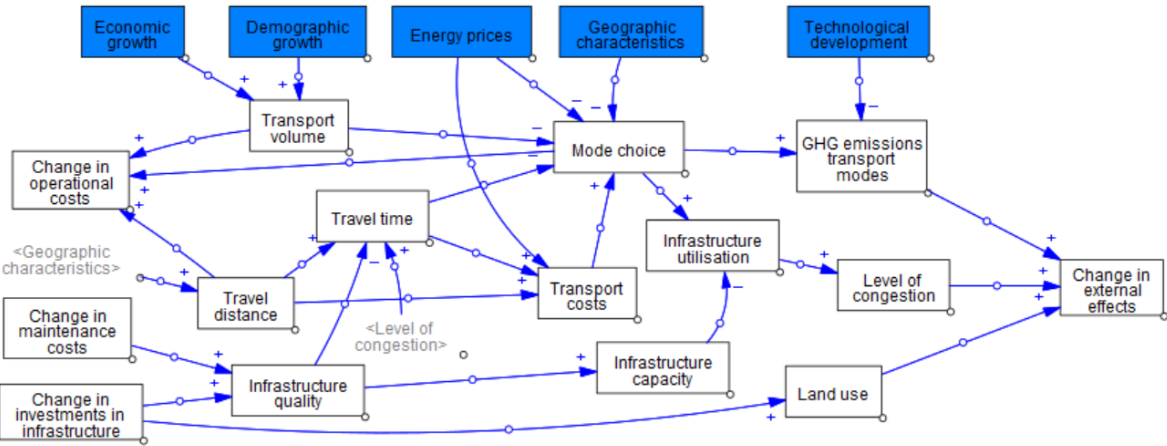 Economic
growth
Demographic
growth
Energy prices
Geographic
characteristics
Technological
development
+
+
–
–
–
Transport
volume
+
–
Mode choice
–
+
GHG emissions
transport
modes
Change in
operational
costs
+
+
Travel time
+
+
Infrastructure
utilisation
+
+
<Geographic
characteristics>
+
+
–
+
+
+
+
Travel
distance
Transport
costs
–
Level of
congestion
+
+
Change in
external
effects
Change in
maintenance
costs
+
<Level of
congestion>
Infrastructure
quality
+
+
Infrastructure
capacity
Land use
+
Change in
investments in
infrastructure